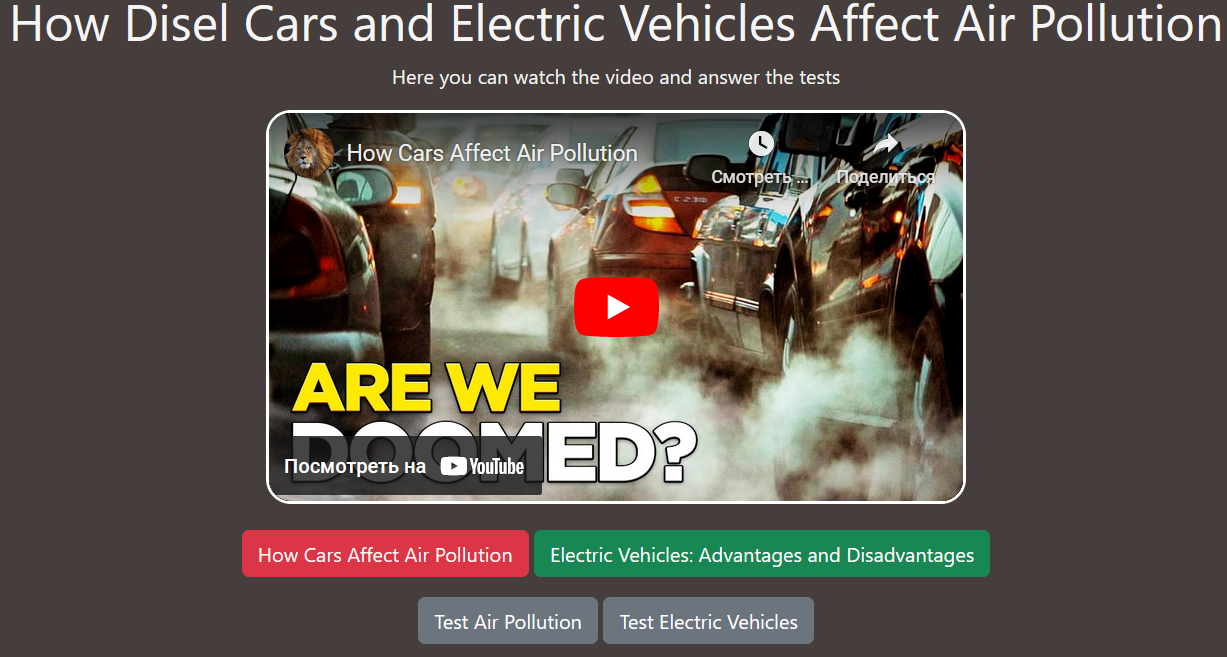 How Disel Cars and Electric Vehicles Affect Air Pollution
Here you can watch the video and answer the tests
How Cars Affect Air Pollution
Смотреть ...
Поделиться
C 230
ARE WE
DOOMED?
Посмотреть на YouTube
How Cars Affect Air Pollution
Electric Vehicles: Advantages and Disadvantages
Test Air Pollution
Test Electric Vehicles